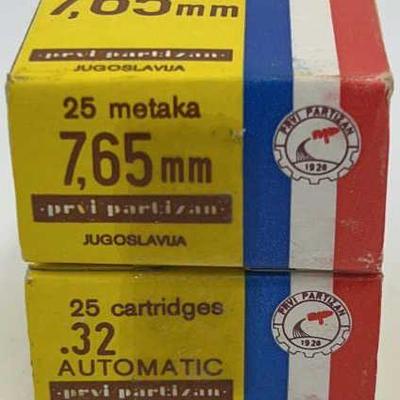 7,65mm
prvi partizan
JUGOSLAVIJA
25 metaka
7,65mm
·prvi partizan·
JUGOSLAVIJA
PRVI PARTIZAN
1928
25 cartridges
.32
AUTOMATIC
·prvi partizan·
PRVI PARTIZAN
1928